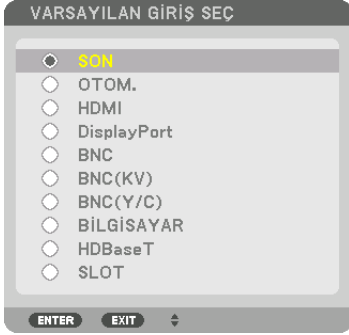 VARSAYILAN GİRİŞ SEÇ
SON
OTOM.
HDMI
DisplayPort
BNC
BNC(KV)
BNC(Y/C)
BİLGİSAYAR
HDBaseT
SLOT
ENTER EXIT